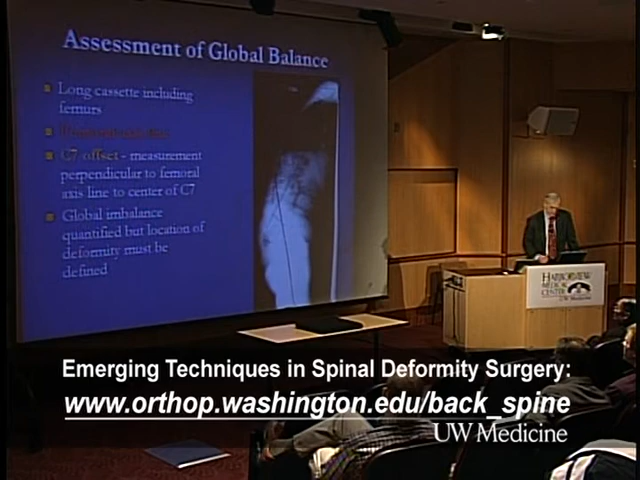 Assessment of Global Balance
Long cassette including
femurs
C7 offset - measurement
perpendicular to femoral
axis line to center of C7
Global imbalance
quantified but location of
deformity must be
defined
HARBORVIEW
MEDICAL
CENTER
UW Medicine
Emerging Techniques in Spinal Deformity Surgery:
www.orthop.washington.edu/back_spine
UW Medicine